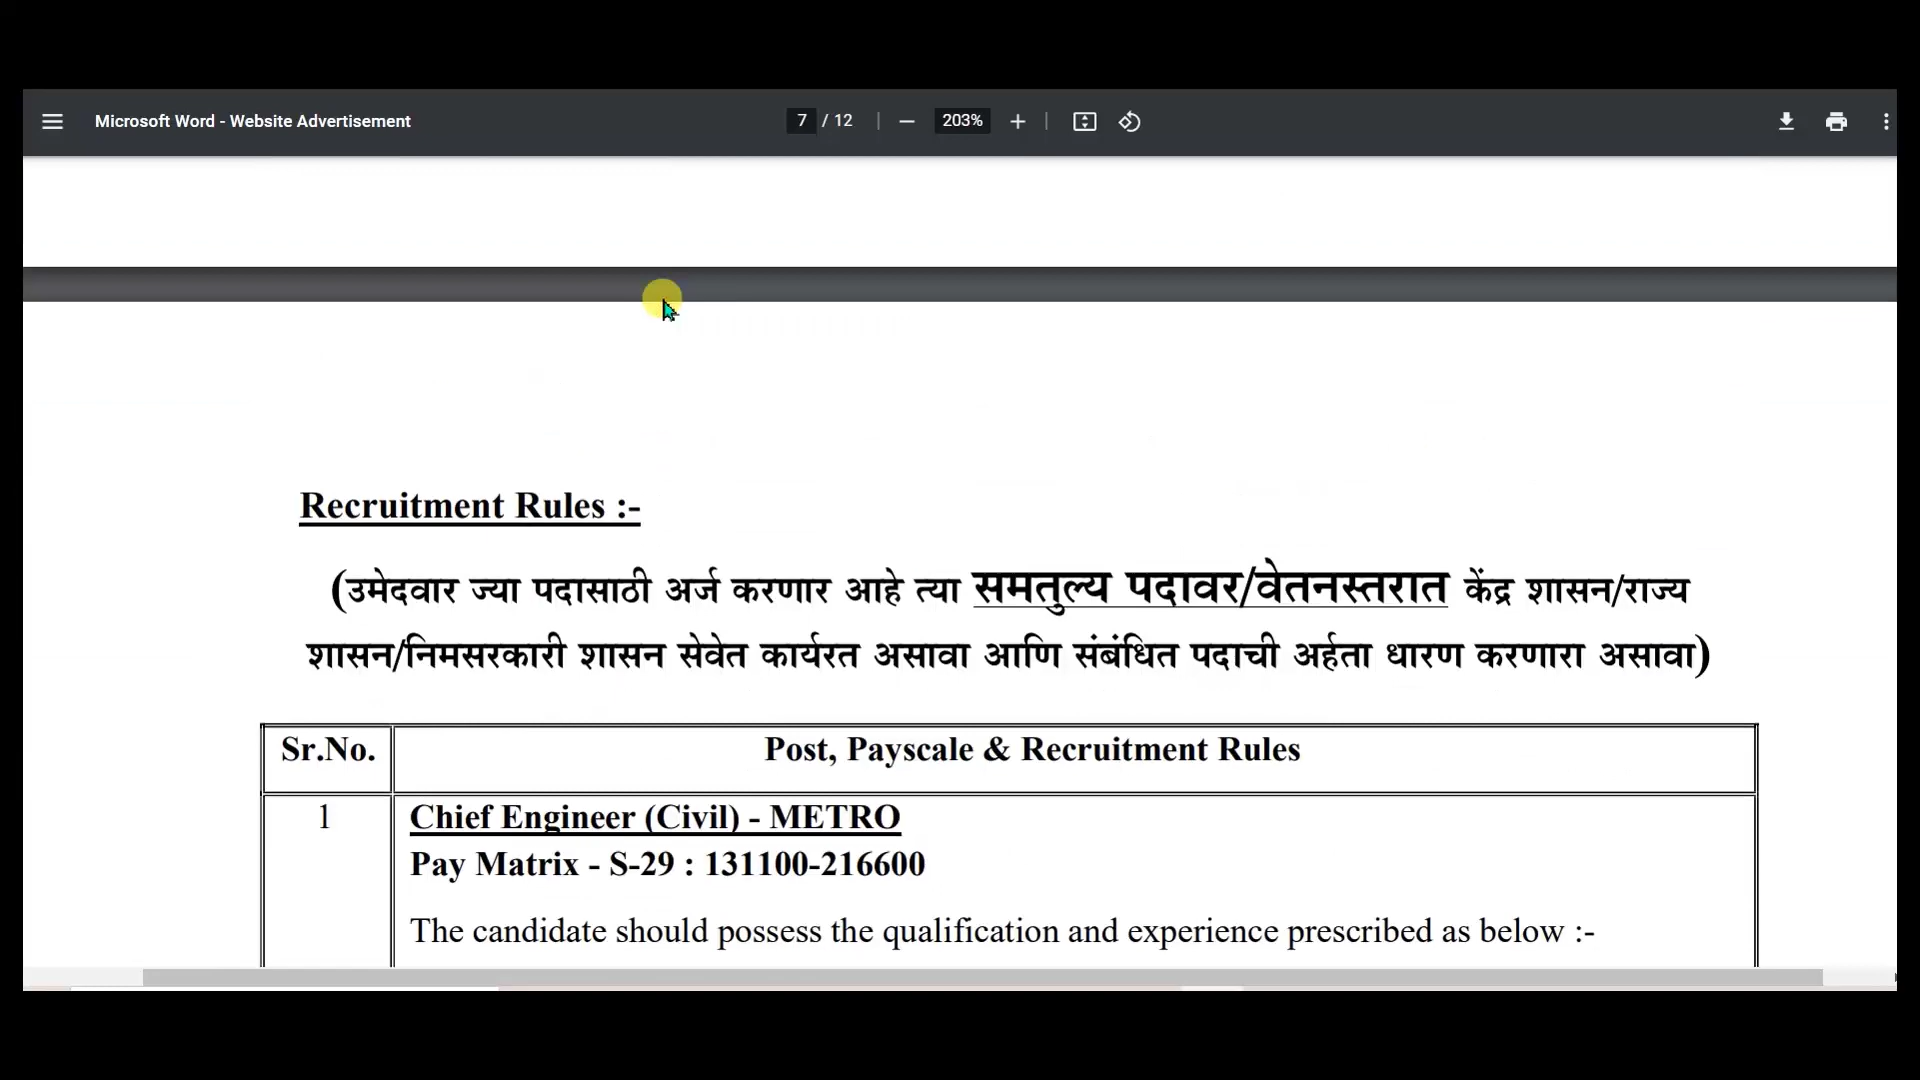 Microsoft Word - Website Advertisement
7 / 12
203%
Recruitment Rules :-
(उमेदवार ज्या पदासाठी अर्ज करणार आहे त्या समतुल्य पदावर/वेतनस्तरात केंद्र शासन/राज्य
शासन/निमसरकारी शासन सेवेत कार्यरत असावा आणि संबंधित पदाची अर्हता धारण करणारा असावा)
Sr.No. Post, Payscale & Recruitment Rules
1 Chief Engineer (Civil) - METRO
Pay Matrix - S-29 : 131100-216600
The candidate should possess the qualification and experience prescribed as below :-